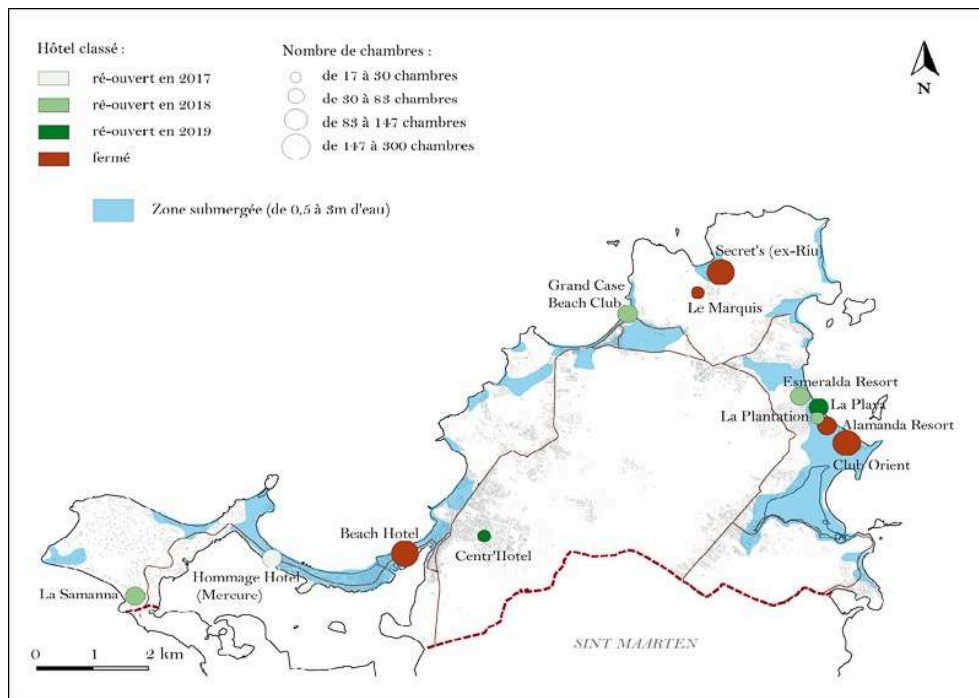 Hôtel classé :
ré-ouvert en 2017
ré-ouvert en 2018
ré-ouvert en 2019
fermé
Nombre de chambres :
de 17 à 30 chambres
de 30 à 83 chambres
de 83 à 147 chambres
de 147 à 300 chambres
Zone submergée (de 0,5 à 3m d'eau)
N
Secret's (ex-Riu)
Grand Case
Beach Club
Le Marquis
Esmeralda Resort
La Playa
La Plantation
Alamanda Resort
Club Orient
Beach Hotel
Centr'Hotel
Hommage Hotel
(Mercure)
La Samanna
SINT MAARTEN
0 1 2 km